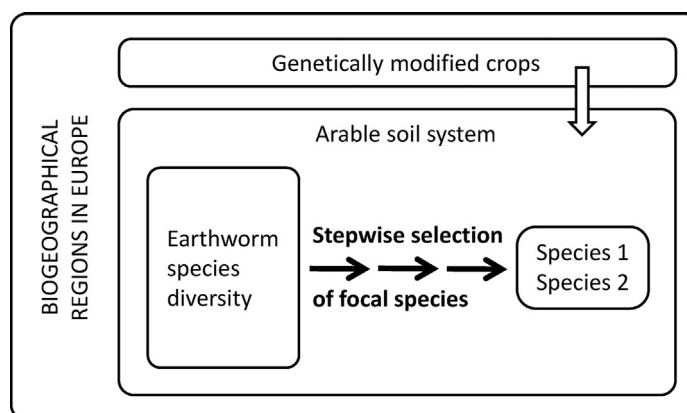 BIOGEOGRAPHICAL
REGIONS IN EUROPE
Genetically modified crops
Arable soil system
Earthworm
species
diversity
Stepwise selection
of focal species
Species 1
Species 2